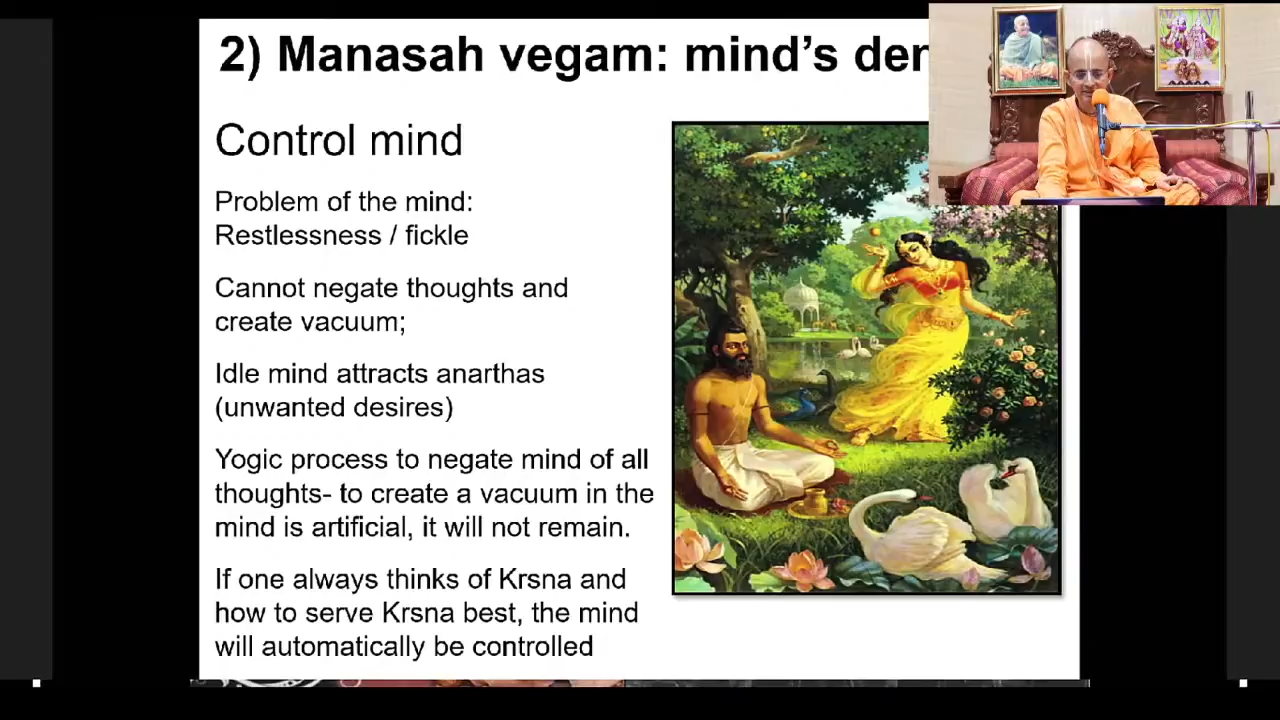 2) Manasah vegam: mind's
Control mind
Problem of the mind:
Restlessness / fickle
Cannot negate thoughts and
create vacuum;
Idle mind attracts anarthas
(unwanted desires)
Yogic process to negate mind of all
thoughts- to create a vacuum in the
mind is artificial, it will not remain.
If one always thinks of Krsna and
how to serve Krsna best, the mind
will automatically be controlled